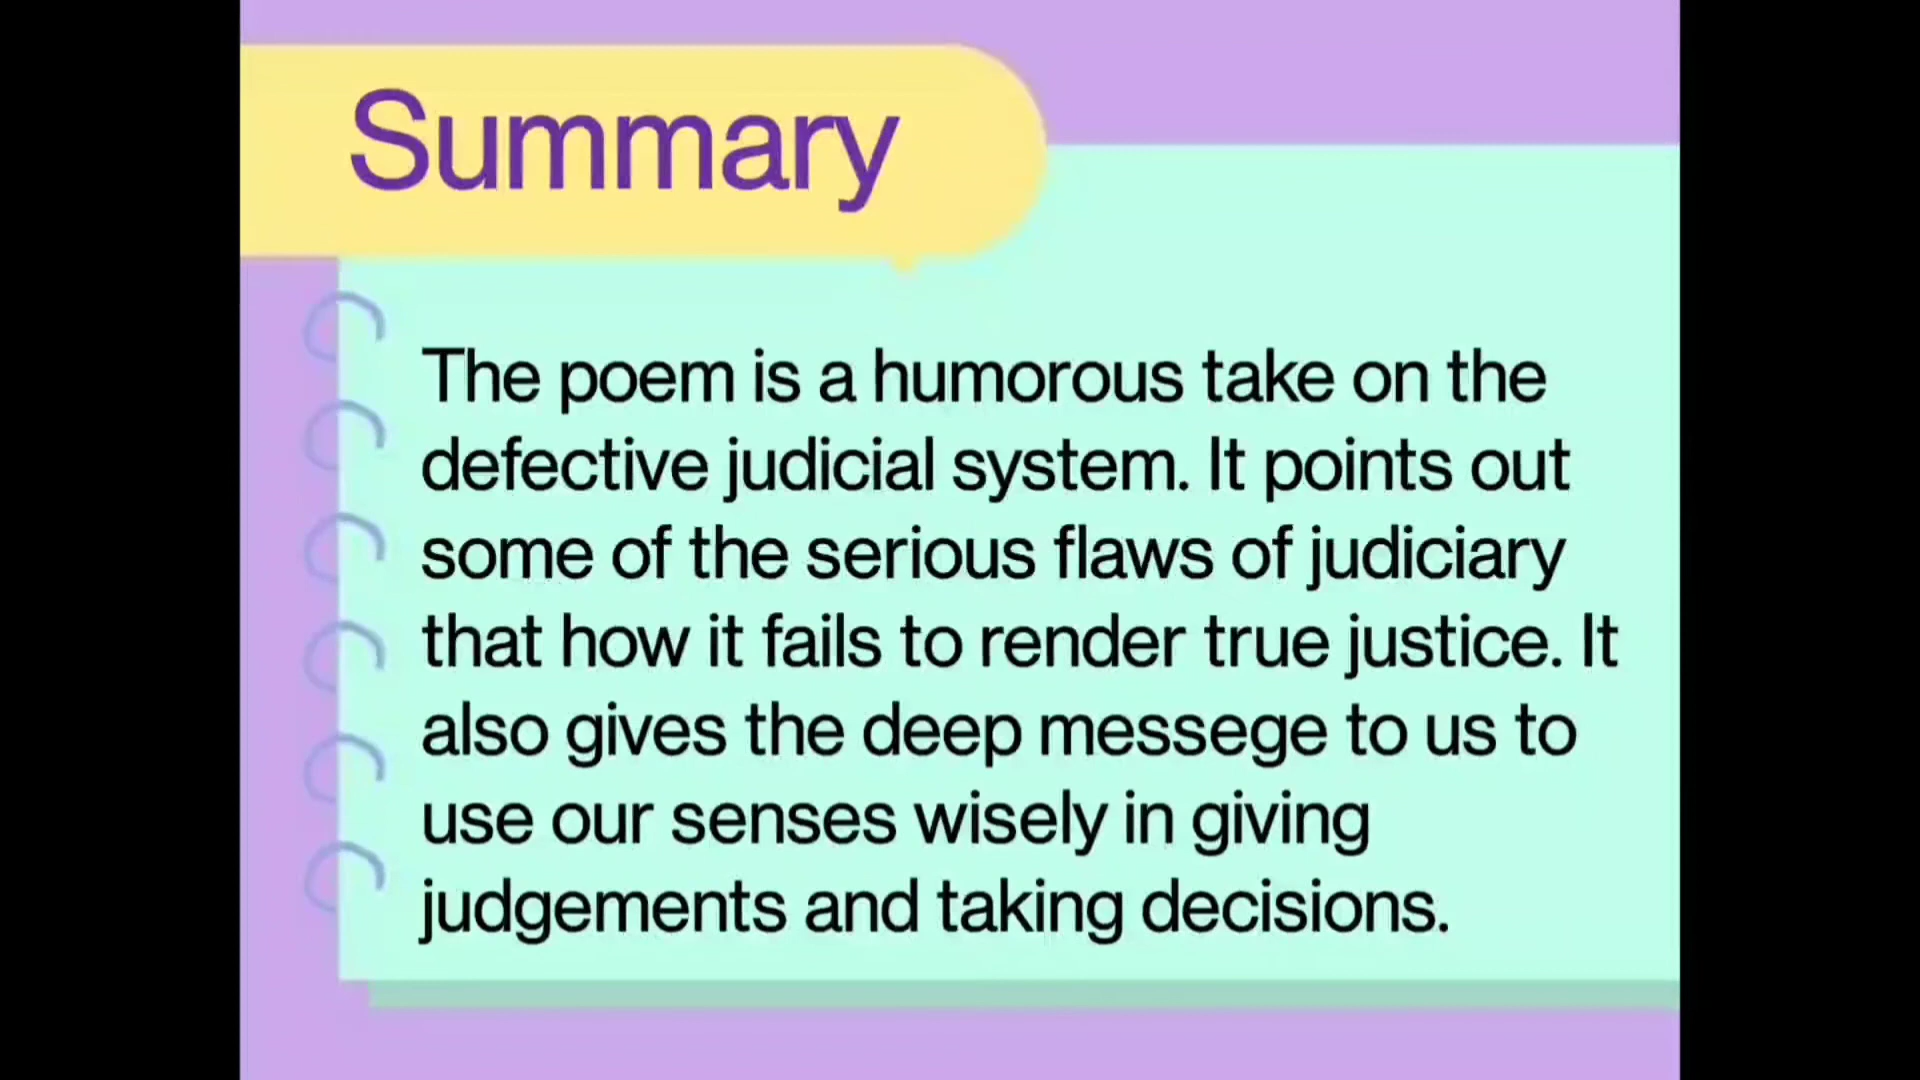 Summary
The poem is a humorous take on the
defective judicial system. It points out
some of the serious flaws of judiciary
that how it fails to render true justice. It
also gives the deep messege to us to
use our senses wisely in giving
judgements and taking decisions.